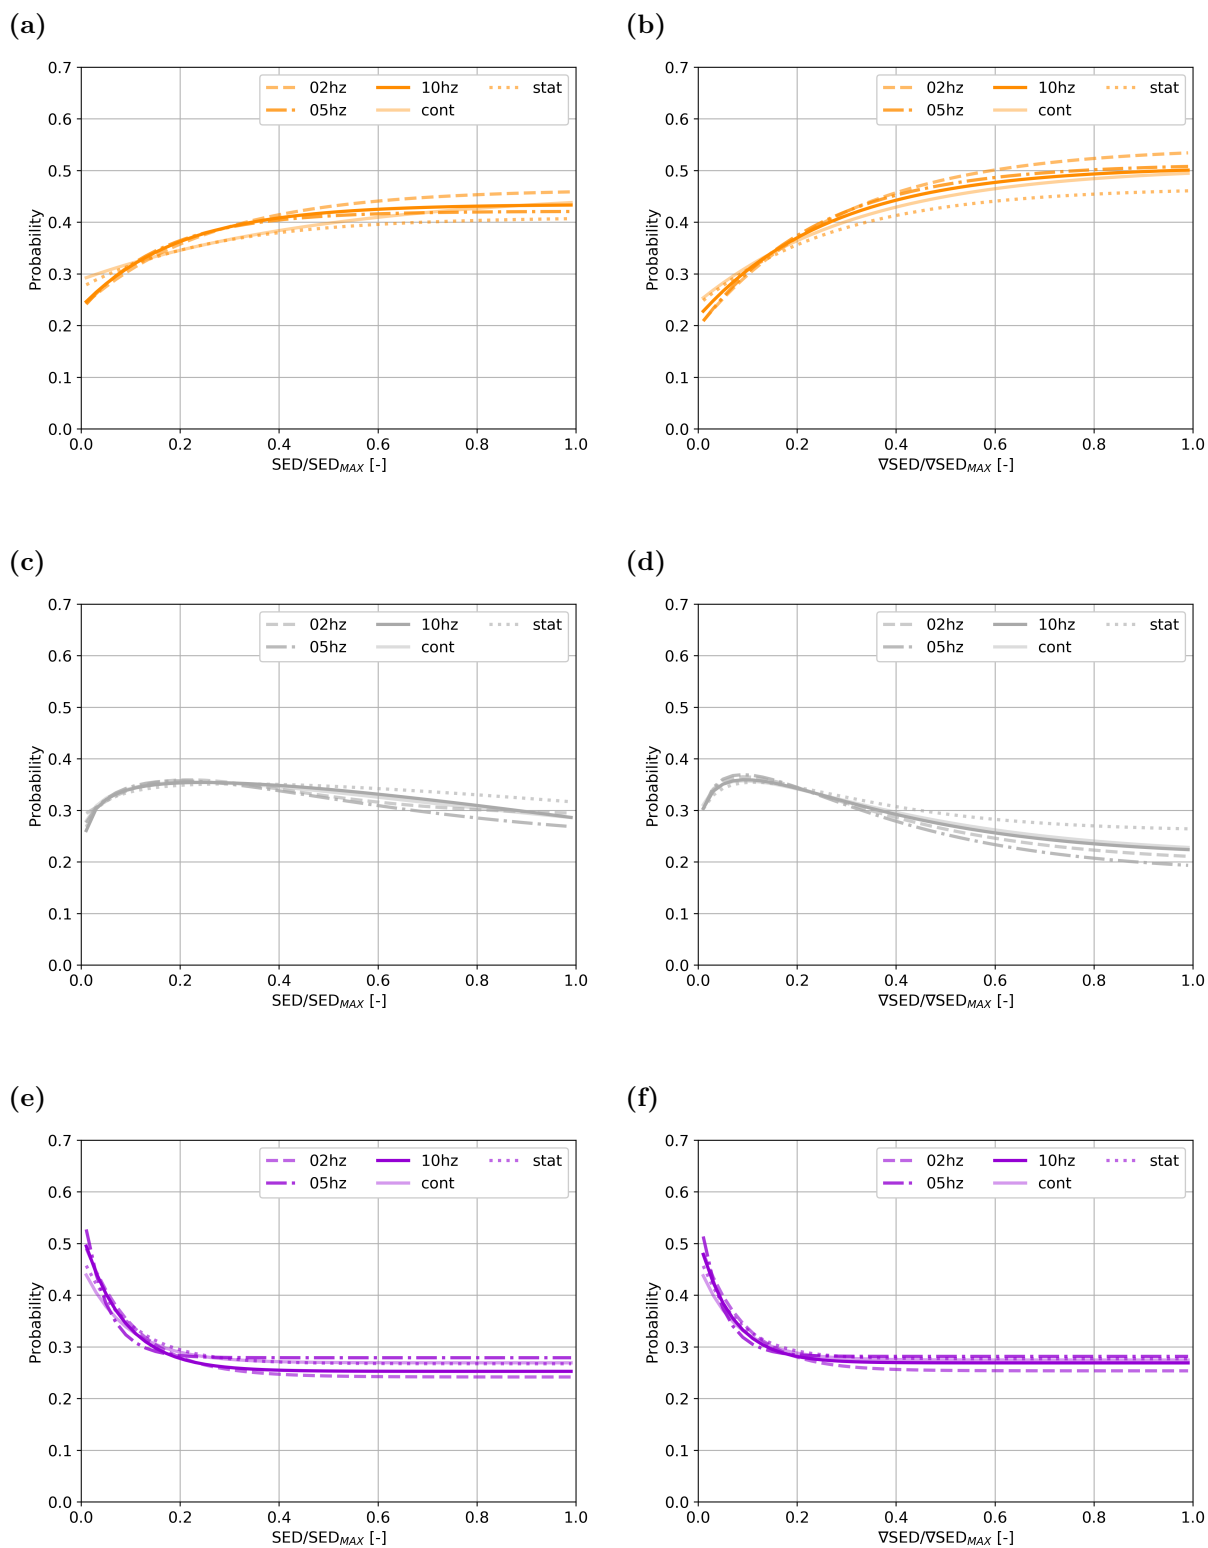 (a)
(b)
0.7
0.6
0.5
0.4
0.3
0.2
0.1
0.0
Probability
02hz 10hz stat
05hz cont
0.0 0.2 0.4 0.6 0.8 1.0
SED/SED_MAX [-]
0.7
0.6
0.5
0.4
0.3
0.2
0.1
0.0
Probability
02hz 10hz stat
05hz cont
0.0 0.2 0.4 0.6 0.8 1.0
∇SED/∇SED_MAX [-]
(c)
(d)
0.7
0.6
0.5
0.4
0.3
0.2
0.1
0.0
Probability
02hz 10hz stat
05hz cont
0.0 0.2 0.4 0.6 0.8 1.0
SED/SED_MAX [-]
0.7
0.6
0.5
0.4
0.3
0.2
0.1
0.0
Probability
02hz 10hz stat
05hz cont
0.0 0.2 0.4 0.6 0.8 1.0
∇SED/∇SED_MAX [-]
(e)
(f)
0.7
0.6
0.5
0.4
0.3
0.2
0.1
0.0
Probability
02hz 10hz stat
05hz cont
0.0 0.2 0.4 0.6 0.8 1.0
SED/SED_MAX [-]
0.7
0.6
0.5
0.4
0.3
0.2
0.1
0.0
Probability
02hz 10hz stat
05hz cont
0.0 0.2 0.4 0.6 0.8 1.0
∇SED/∇SED_MAX [-]